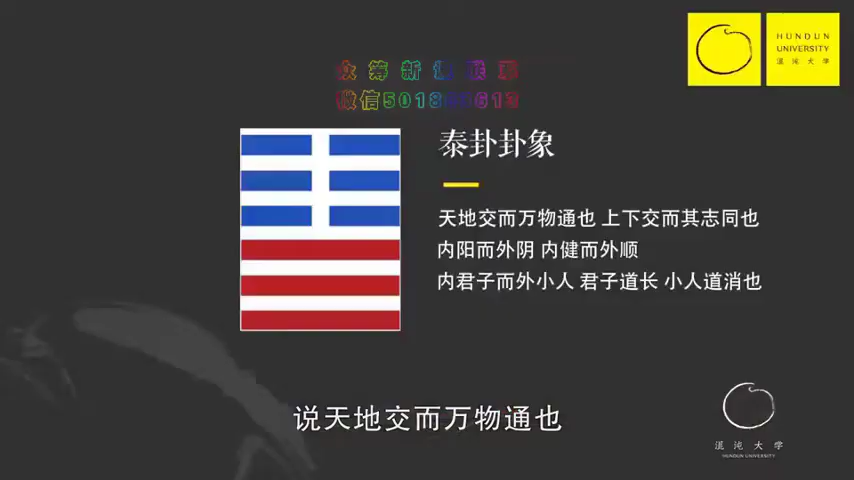 HUNDUN
UNIVERSITY
混沌大学
泰卦卦象
天地交而万物通也 上下交而其志同也
内阳而外阴 内健而外顺
内君子而外小人 君子道长 小人道消也
说天地交而万物通也
混沌大学
HUNDUN UNIVERSITY